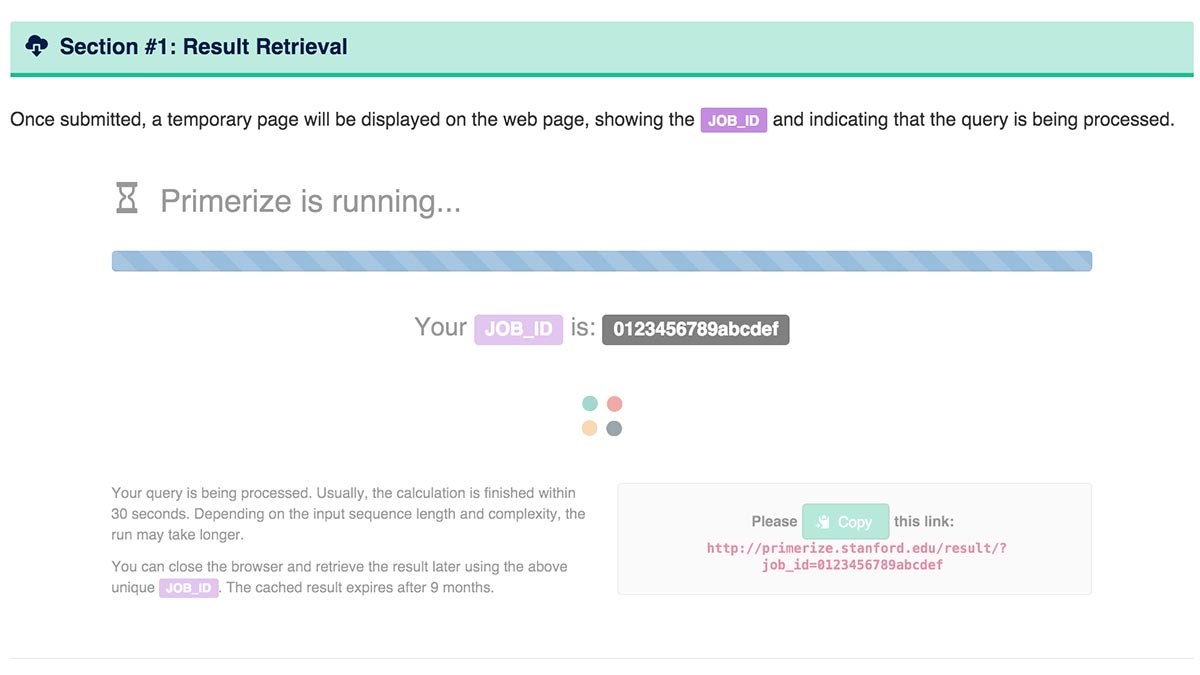 Section #1: Result Retrieval
Once submitted, a temporary page will be displayed on the web page, showing the JOB_ID and indicating that the query is being processed.
Primerize is running...
Your JOB_ID is: 0123456789abcdef
Your query is being processed. Usually, the calculation is finished within
30 seconds. Depending on the input sequence length and complexity, the
run may take longer.
You can close the browser and retrieve the result later using the above
unique JOB_ID. The cached result expires after 9 months.
Please Copy this link:
http://primerize.stanford.edu/result/?
job_id=0123456789abcdef